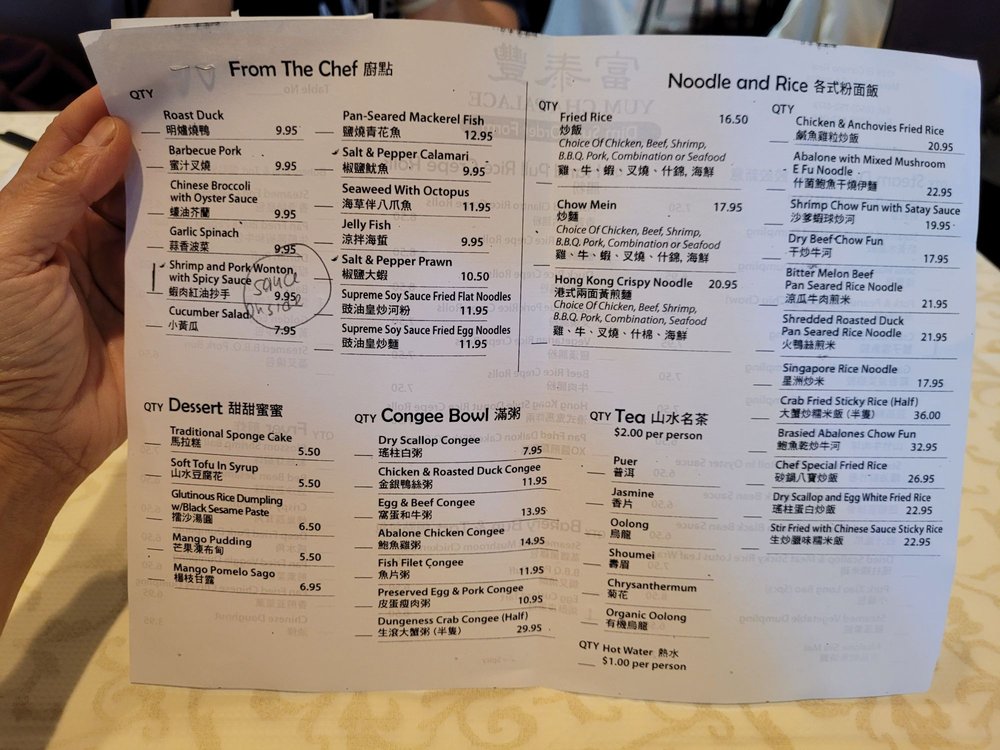 From The Chef 廚點
QTY
Roast Duck
明爐燒鴨 9.95
Barbecue Pork
蜜汁叉燒 9.95
Chinese Broccoli
with Oyster Sauce
蠔油芥蘭 9.95
Garlic Spinach
蒜香波菜 9.95
Shrimp and Pork Wonton
with Spicy Sauce
蝦肉紅油抄手 9.95
sauce
inside
Cucumber Salad
小黃瓜 7.95
Pan-Seared Mackerel Fish
鹽燒青花魚 12.95
Salt & Pepper Calamari
椒鹽魷魚 9.95
Seaweed With Octopus
海草伴八爪魚 11.95
Jelly Fish
涼拌海蜇 9.95
Salt & Pepper Prawn
椒鹽大蝦 10.50
Supreme Soy Sauce Fried Flat Noodles
豉油皇炒河粉 11.95
Supreme Soy Sauce Fried Egg Noodles
豉油皇炒麵 11.95
Noodle and Rice 各式粉面飯
QTY
Fried Rice 16.50
炒飯
Choice Of Chicken, Beef, Shrimp,
B.B.Q. Pork, Combination or Seafood
雞、牛、蝦、叉燒、什錦, 海鮮
Chow Mein 17.95
炒麵
Choice Of Chicken, Beef, Shrimp,
B.B.Q. Pork, Combination or Seafood
雞、牛、蝦、叉燒、什錦, 海鮮
Hong Kong Crispy Noodle 20.95
港式兩面黃煎麵
Choice Of Chicken, Beef, Shrimp,
B.B.Q. Pork, Combination, Seafood
雞、牛、叉燒、什棉、海鮮
QTY
Chicken & Anchovies Fried Rice
鹹魚雞粒炒飯 20.95
Abalone with Mixed Mushroom
E Fu Noodle
什菌鮑魚干燒伊麵 22.95
Shrimp Chow Fun with Satay Sauce
沙爹蝦球炒河 19.95
Dry Beef Chow Fun
干炒牛河 17.95
Bitter Melon Beef
Pan Seared Rice Noodle
涼瓜牛肉煎米 21.95
Shredded Roasted Duck
Pan Seared Rice Noodle 21.95
火鴨絲煎米
Singapore Rice Noodle
星洲炒米 17.95
Crab Fried Sticky Rice (Half)
大蟹炒糯米飯 (半隻) 36.00
Brasied Abalones Chow Fun
鮑魚乾炒牛河 32.95
Chef Special Fried Rice
砂鍋八寶炒飯 26.95
Dry Scallop and Egg White Fried Rice
瑤柱蛋白炒飯 22.95
Stir Fried with Chinese Sauce Sticky Rice
生炒臘味糯米飯 22.95
QTY Dessert 甜甜蜜蜜
Traditional Sponge Cake
馬拉糕 5.50
Soft Tofu In Syrup
山水豆腐花 5.50
Glutinous Rice Dumpling
w/Black Sesame Paste
擂沙湯圓 6.50
Mango Pudding
芒果凍布甸 5.50
Mango Pomelo Sago
楊枝甘露 6.95
QTY Congee Bowl 滿粥
Dry Scallop Congee
瑤柱白粥 7.95
Chicken & Roasted Duck Congee
金銀鴨絲粥 11.95
Egg & Beef Congee
窩蛋和牛粥 13.95
Abalone Chicken Congee
鮑魚雞粥 14.95
Fish Filet Congee
魚片粥 11.95
Preserved Egg & Pork Congee
皮蛋瘦肉粥 10.95
Dungeness Crab Congee (Half)
生滾大蟹粥 (半隻) 29.95
QTY Tea 山水名茶
$2.00 per person
Puer
普洱
Jasmine
香片
Oolong
烏龍
Shoumei
壽眉
Chrysanthermum
菊花
Organic Oolong
有機烏龍
QTY Hot Water 熱水
$1.00 per person